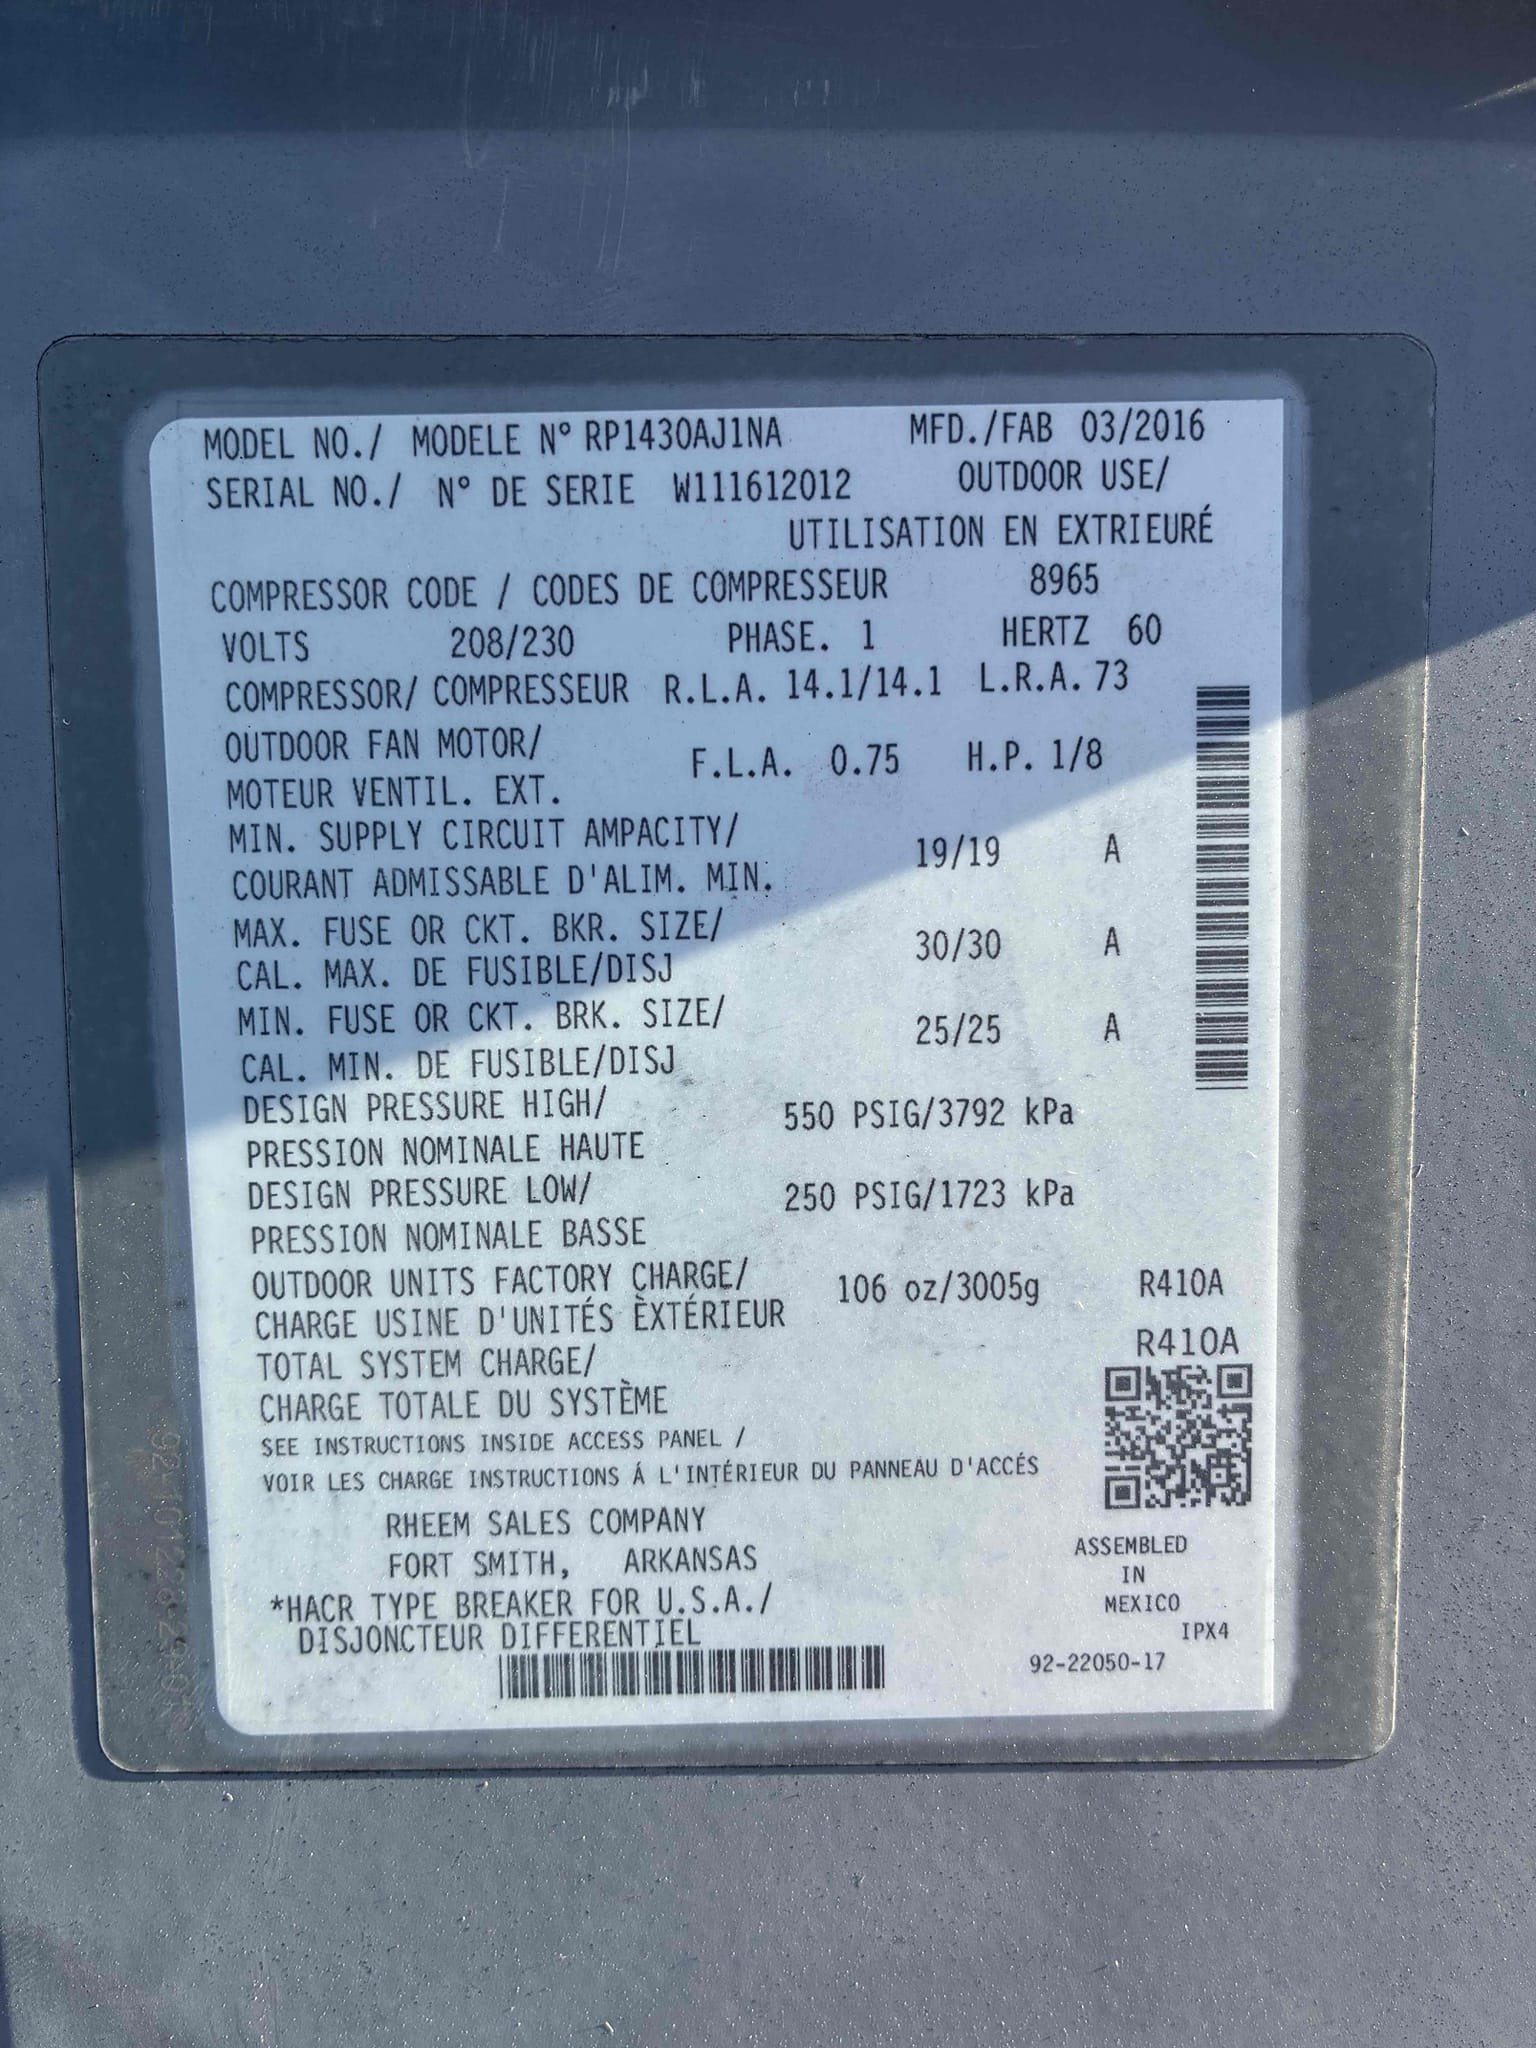 MODEL NO./ MODELE N° RP1430AJ1NA MFD./FAB 03/2016
SERIAL NO./ N° DE SERIE W111612012 OUTDOOR USE/
UTILISATION EN EXTRIEURÉ
COMPRESSOR CODE / CODES DE COMPRESSEUR 8965
VOLTS 208/230 PHASE. 1 HERTZ 60
COMPRESSOR/ COMPRESSEUR R.L.A. 14.1/14.1 L.R.A. 73
OUTDOOR FAN MOTOR/
MOTEUR VENTIL. EXT. F.L.A. 0.75 H.P. 1/8
MIN. SUPPLY CIRCUIT AMPACITY/
COURANT ADMISSABLE D'ALIM. MIN. 19/19 A
MAX. FUSE OR CKT. BKR. SIZE/
CAL. MAX. DE FUSIBLE/DISJ 30/30 A
MIN. FUSE OR CKT. BRK. SIZE/
CAL. MIN. DE FUSIBLE/DISJ 25/25 A
DESIGN PRESSURE HIGH/ 550 PSIG/3792 kPa
PRESSION NOMINALE HAUTE
DESIGN PRESSURE LOW/ 250 PSIG/1723 kPa
PRESSION NOMINALE BASSE
OUTDOOR UNITS FACTORY CHARGE/ 106 oz/3005g R410A
CHARGE USINE D'UNITÉS ÈXTÉRIEUR
TOTAL SYSTEM CHARGE/ R410A
CHARGE TOTALE DU SYSTÈME
SEE INSTRUCTIONS INSIDE ACCESS PANEL /
VOIR LES CHARGE INSTRUCTIONS Á L'INTÉRIEUR DU PANNEAU D'ACCÉS
RHEEM SALES COMPANY
FORT SMITH, ARKANSAS
*HACR TYPE BREAKER FOR U.S.A./
DISJONCTEUR DIFFERENTIEL
ASSEMBLED
IN
MEXICO
IPX4
92-22050-17